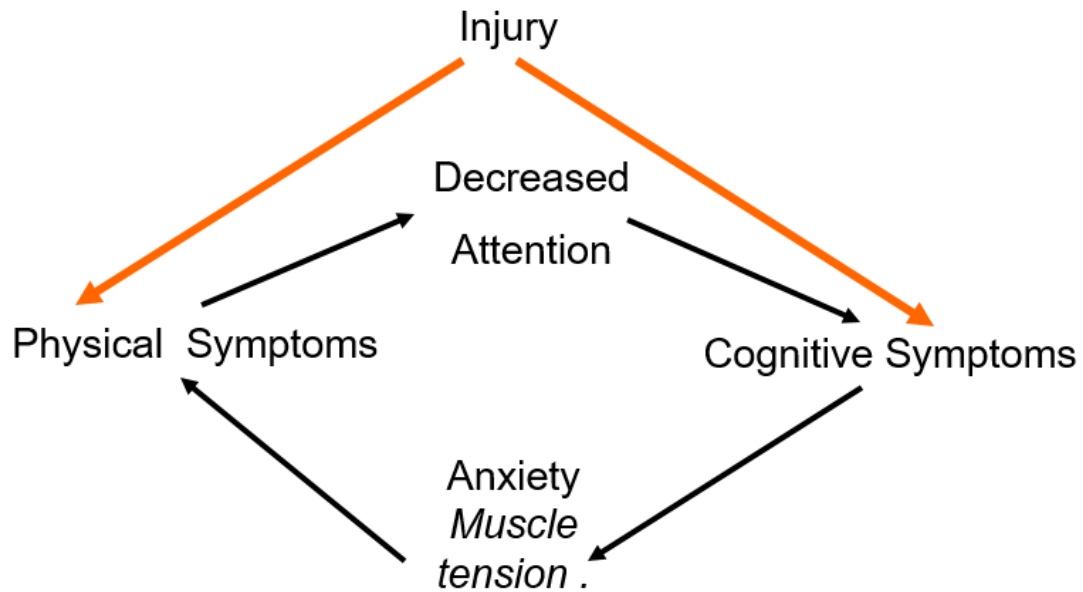 Injury
Decreased
Attention
Physical Symptoms
Cognitive Symptoms
Anxiety
Muscle
tension .